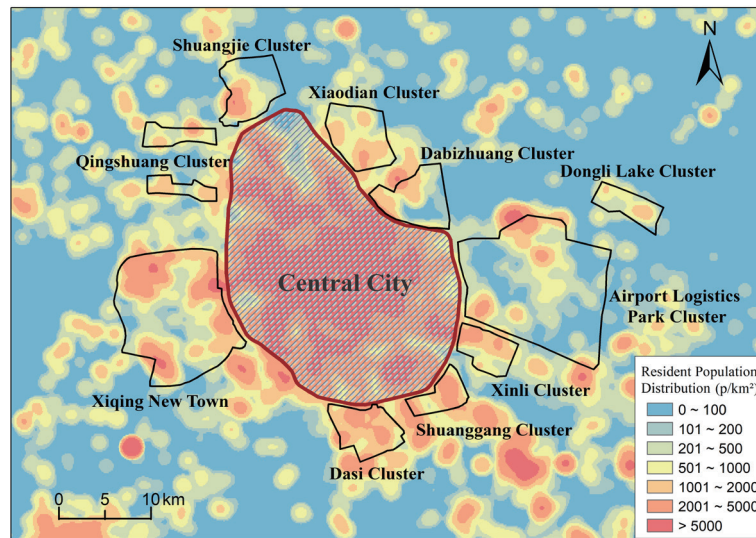 N
Shuangjie Cluster
Xiaodian Cluster
Dabizhuang Cluster
Qingshuang Cluster
Dongli Lake Cluster
Central City
Airport Logistics
Park Cluster
Xiqing New Town
Xinli Cluster
Shuanggang Cluster
Dasi Cluster
0 5 10 km
Resident Population
Distribution (p/km²)
0 ~ 100
101 ~ 200
201 ~ 500
501 ~ 1000
1001 ~ 2000
2001 ~ 5000
> 5000